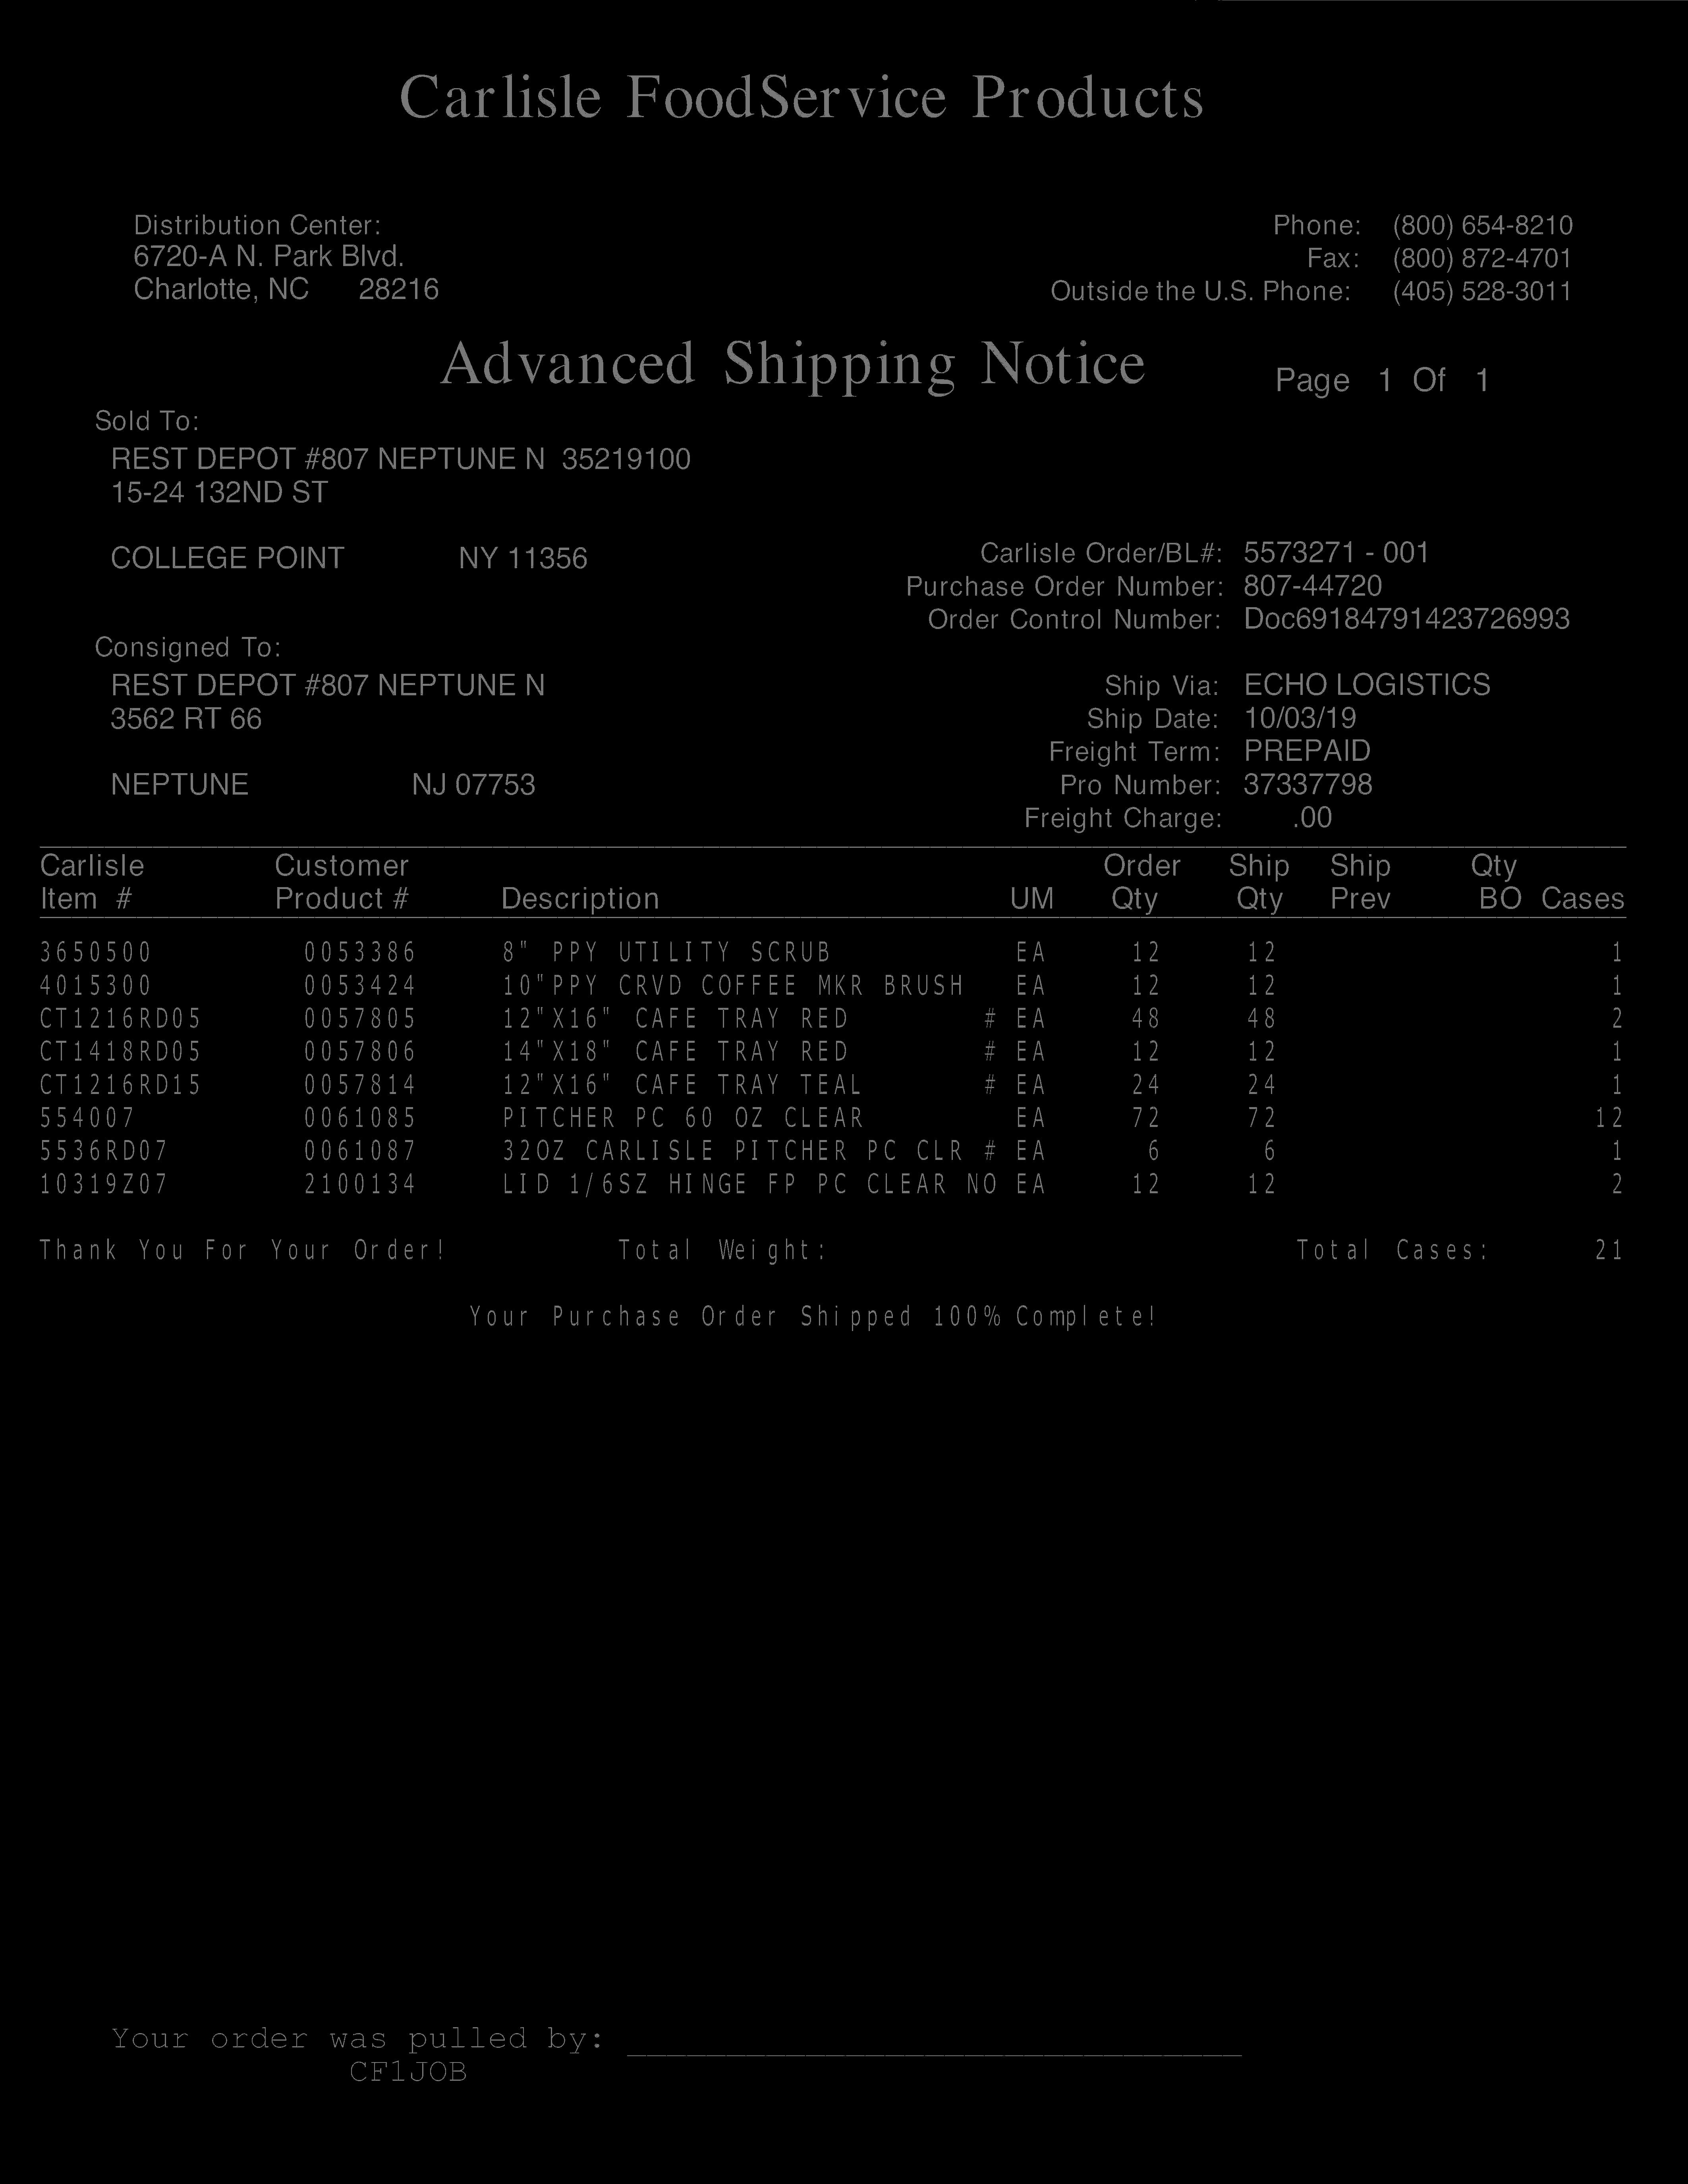 Carlisle FoodService Products
Distribution Center:
6720-A N. Park Blvd.
Charlotte, NC 28216
Phone: (800) 654-8210
Fax: (800) 872-4701
Outside the U.S. Phone: (405) 528-3011
Advanced Shipping Notice Page 1 Of 1
Sold To:
REST DEPOT #807 NEPTUNE N 35219100
15-24 132ND ST
COLLEGE POINT NY 11356
Carlisle Order/BL#: 5573271 - 001
Purchase Order Number: 807-44720
Order Control Number: Doc69184791423726993
Consigned To:
REST DEPOT #807 NEPTUNE N
3562 RT 66
NEPTUNE NJ 07753
Ship Via: ECHO LOGISTICS
Ship Date: 10/03/19
Freight Term: PREPAID
Pro Number: 37337798
Freight Charge: .00
Carlisle Customer Order Ship Ship Qty
Item # Product # Description UM Qty Qty Prev BO Cases
3650500 0053386 8" PPY UTILITY SCRUB EA 12 12 1
4015300 0053424 10"PPY CRVD COFFEE MKR BRUSH EA 12 12 1
CT1216RD05 0057805 12"X16" CAFE TRAY RED # EA 48 48 2
CT1418RD05 0057806 14"X18" CAFE TRAY RED # EA 12 12 1
CT1216RD15 0057814 12"X16" CAFE TRAY TEAL # EA 24 24 1
554007 0061085 PITCHER PC 60 OZ CLEAR EA 72 72 12
5536RD07 0061087 32OZ CARLISLE PITCHER PC CLR # EA 6 6 1
10319Z07 2100134 LID 1/6SZ HINGE FP PC CLEAR NO EA 12 12 2
Thank You For Your Order! Total Weight: Total Cases: 21
Your Purchase Order Shipped 100% Complete!
Your order was pulled by:
CF1JOB